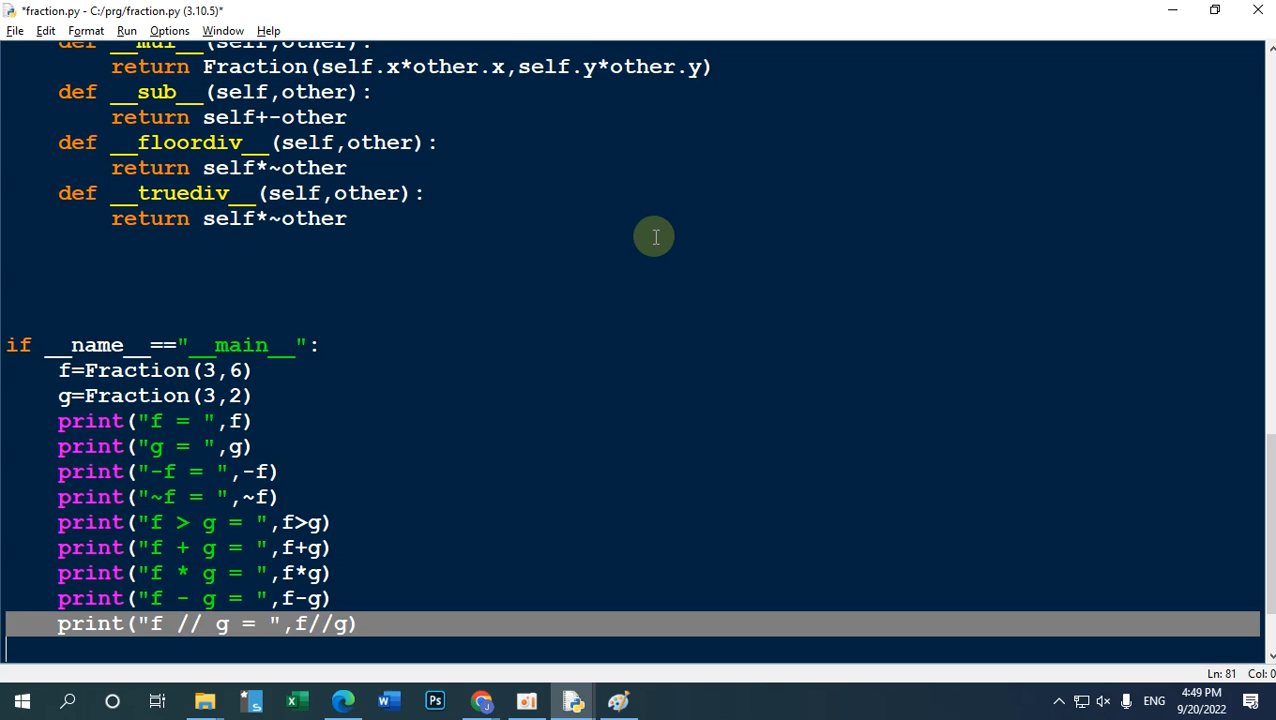 *fraction.py - C:/prg/fraction.py (3.10.5)*
File Edit Format Run Options Window Help
def __mul__(self,other):
return Fraction(self.x*other.x,self.y*other.y)
def __sub__(self,other):
return self+-other
def __floordiv__(self,other):
return self*~other
def __truediv__(self,other):
return self*~other
if __name__=="__main__":
f=Fraction(3,6)
g=Fraction(3,2)
print("f = ",f)
print("g = ",g)
print("-f = ",-f)
print("~f = ",~f)
print("f > g = ",f>g)
print("f + g = ",f+g)
print("f * g = ",f*g)
print("f - g = ",f-g)
print("f // g = ",f//g)
Ln: 81 Col: 0
ENG
4:49 PM
9/20/2022